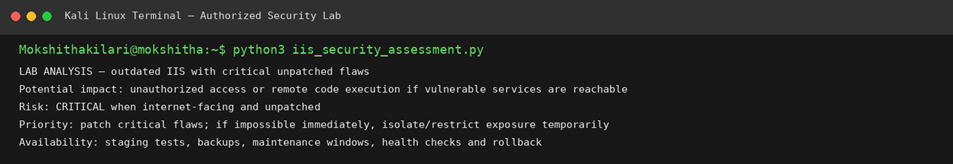 Kali Linux Terminal — Authorized Security Lab
Mokshithakilari@mokshitha:~$ python3 iis_security_assessment.py
LAB ANALYSIS — outdated IIS with critical unpatched flaws
Potential impact: unauthorized access or remote code execution if vulnerable services are reachable
Risk: CRITICAL when internet-facing and unpatched
Priority: patch critical flaws; if impossible immediately, isolate/restrict exposure temporarily
Availability: staging tests, backups, maintenance windows, health checks and rollback